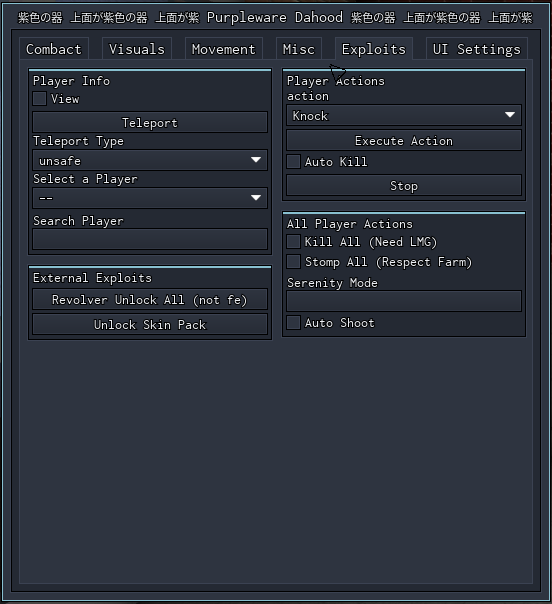 紫色の器 上面が紫色の器 上面が紫 Purpleware Dahood 紫色の器 上面が紫色の器 上面が紫
Combact Visuals Movement Misc Exploits UI Settings
Player Info
View
Teleport
Teleport Type
unsafe
Select a Player
--
Search Player
External Exploits
Revolver Unlock All (not fe)
Unlock Skin Pack
Player Actions
action
Knock
Execute Action
Auto Kill
Stop
All Player Actions
Kill All (Need LMG)
Stomp All (Respect Farm)
Serenity Mode
Auto Shoot